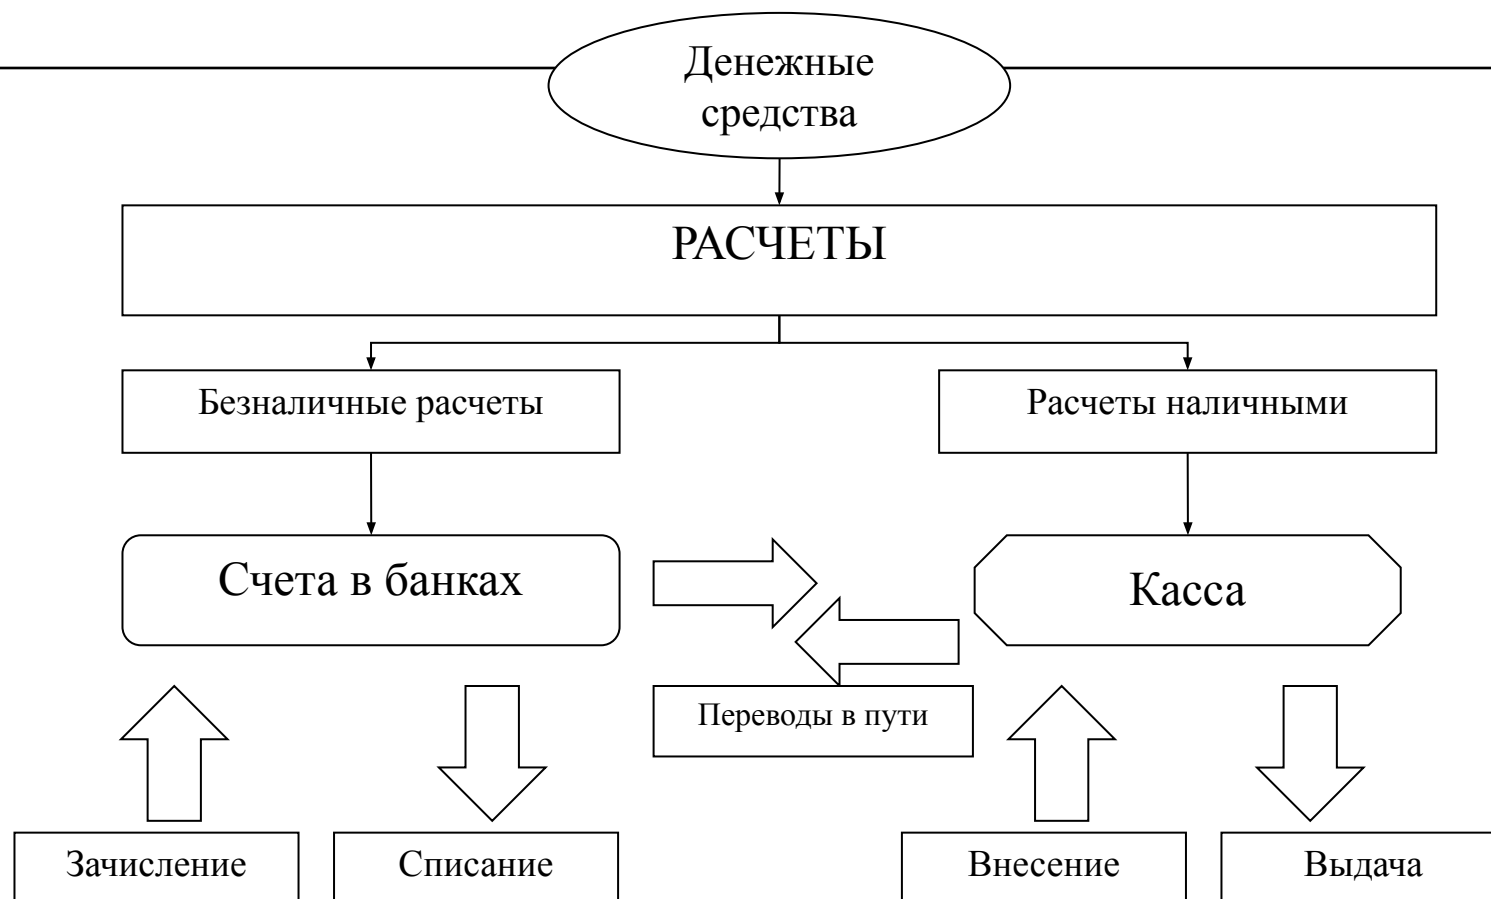 Денежные
средства
РАСЧЕТЫ
Безналичные расчеты
Расчеты наличными
Счета в банках
Касса
Переводы в пути
Зачисление
Списание
Внесение
Выдача